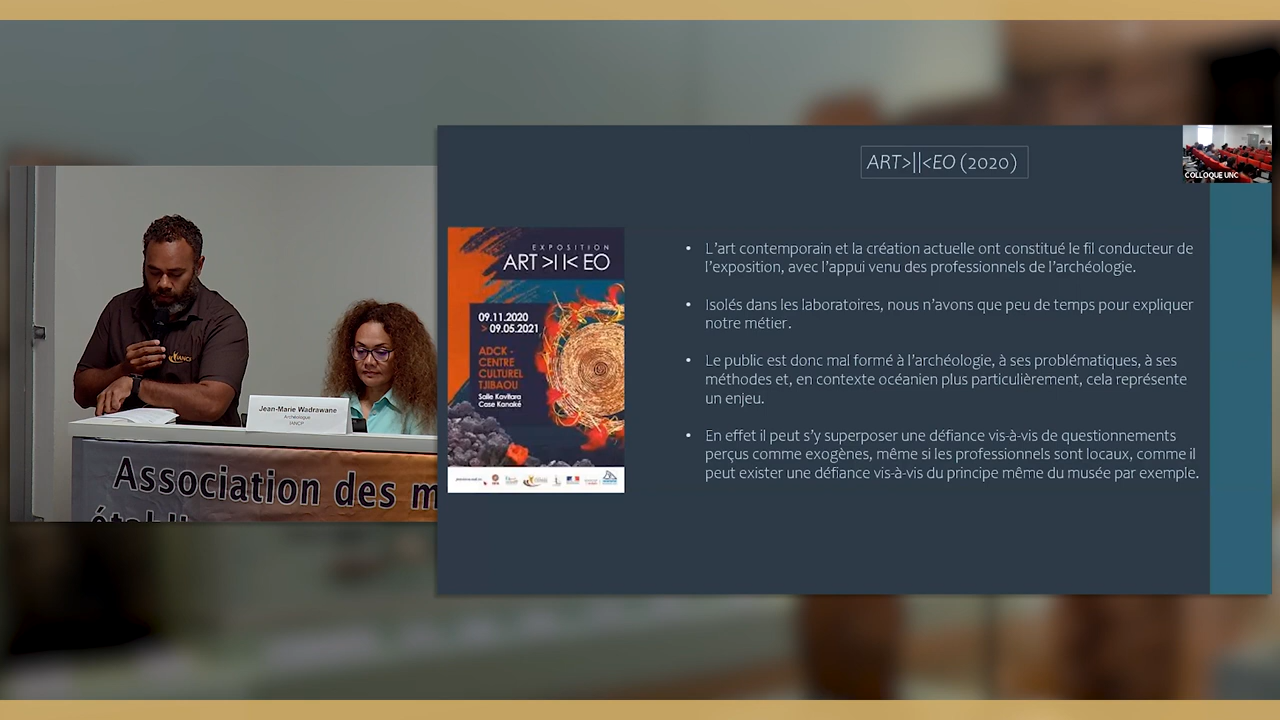 ART>||<EO (2020)
COLLOQUE UNC
EXPOSITION
ART >I I< EO
09.11.2020
> 09.05.2021
ADCK -
CENTRE
CULTUREL
TJIBAOU
Salle Kavitara
Case Kanaké
• L'art contemporain et la création actuelle ont constitué le fil conducteur de
l'exposition, avec l'appui venu des professionnels de l'archéologie.
• Isolés dans les laboratoires, nous n'avons que peu de temps pour expliquer
notre métier.
• Le public est donc mal formé à l'archéologie, à ses problématiques, à ses
méthodes et, en contexte océanien plus particulièrement, cela représente
un enjeu.
• En effet il peut s'y superposer une défiance vis-à-vis de questionnements
perçus comme exogènes, même si les professionnels sont locaux, comme il
peut exister une défiance vis-à-vis du principe même du musée par exemple.
IANCP
Jean-Marie Wadrawane
Archéologue
IANCP
Association des m
établi